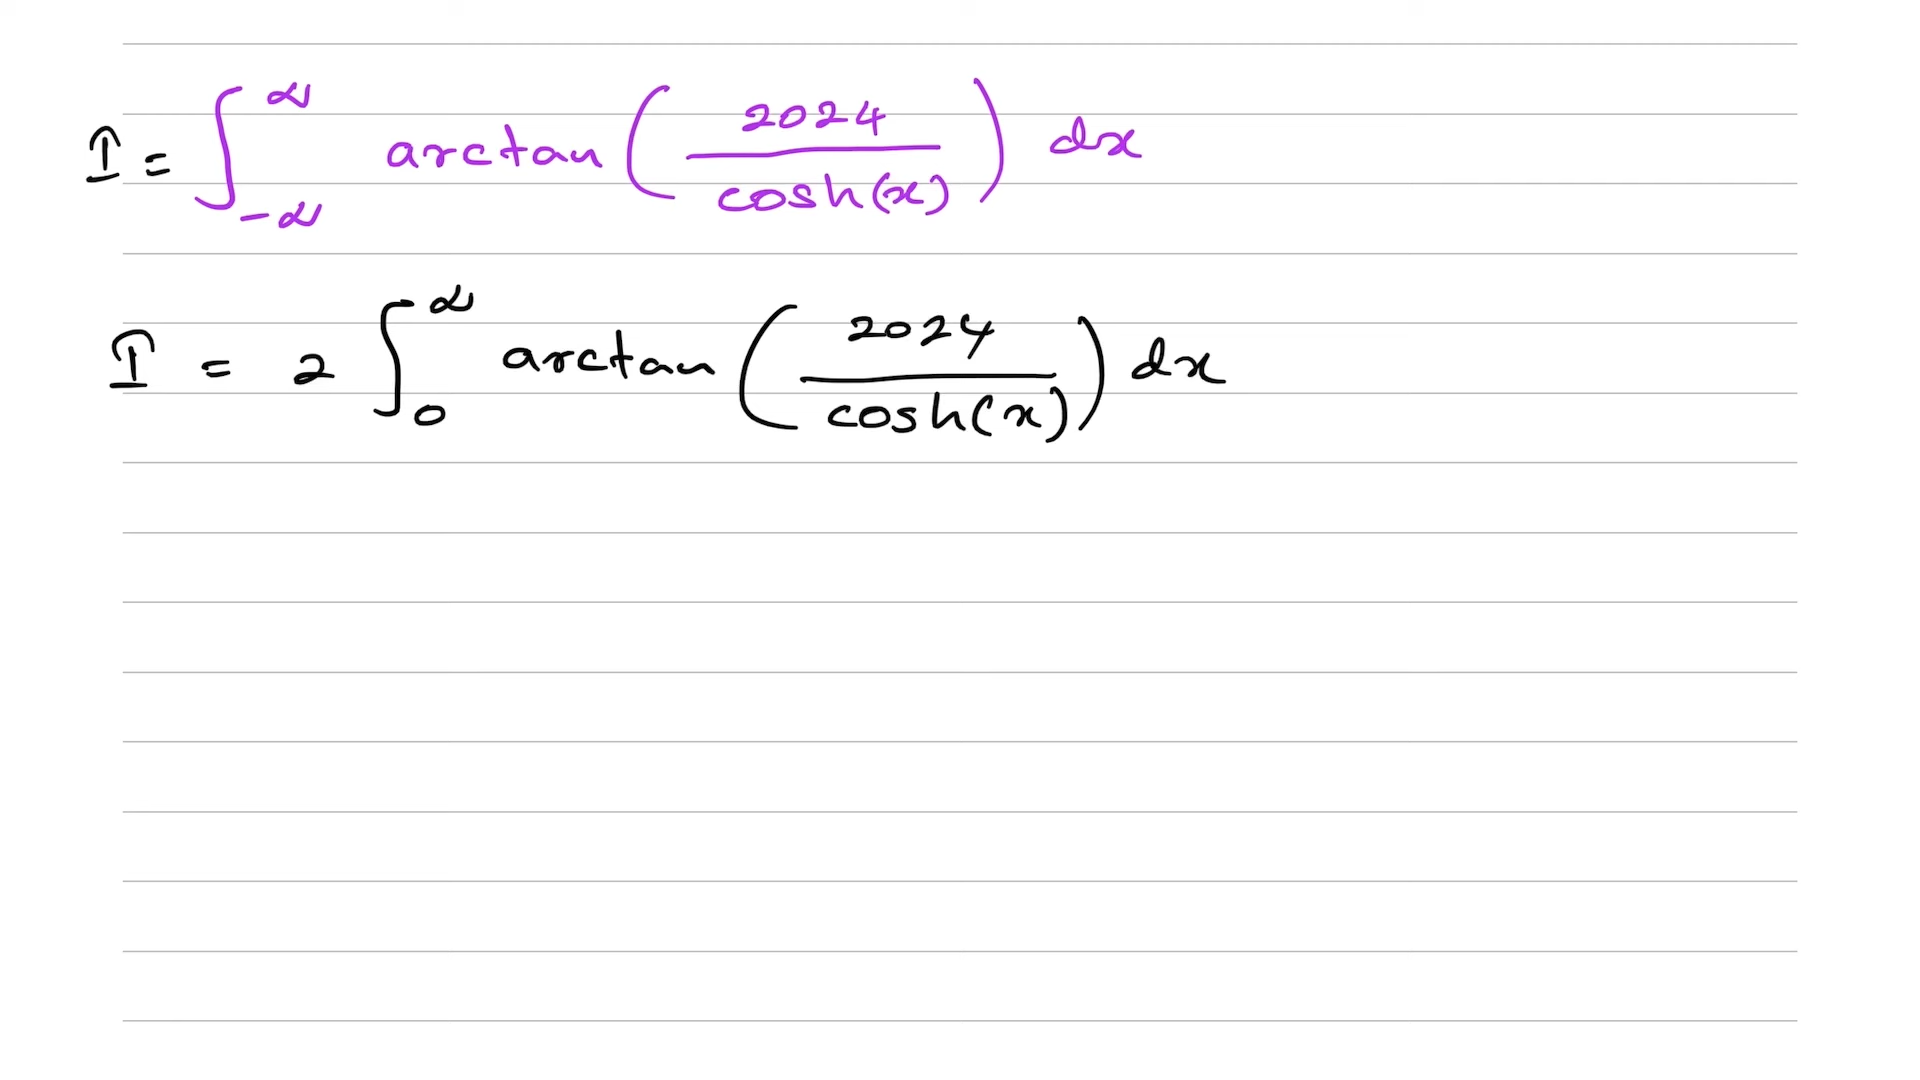 I = ∫_{-∞}^{∞} arctan(2024/cosh(x)) dx
I = 2 ∫_{0}^{∞} arctan(2024/cosh(x)) dx